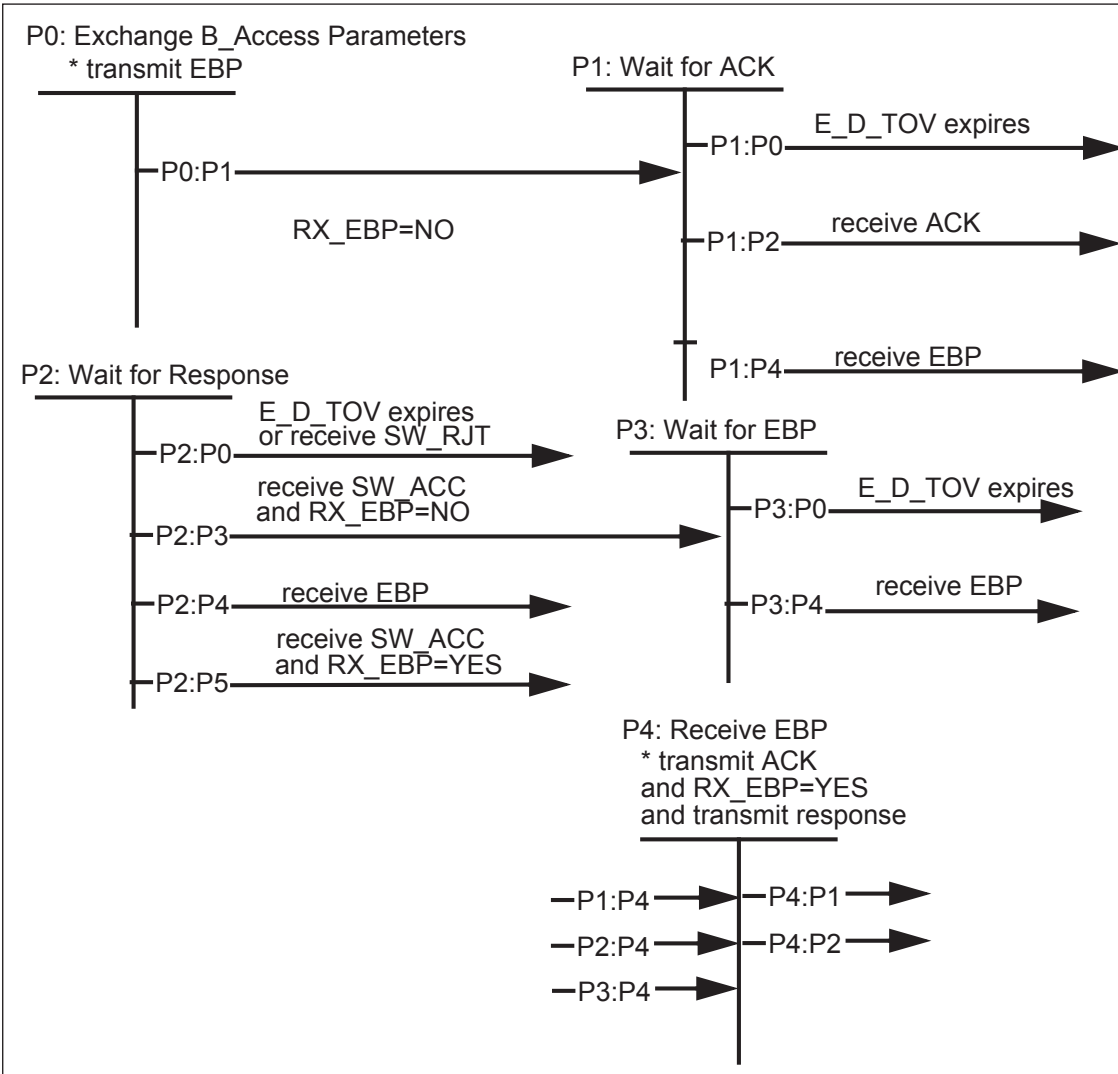 P0: Exchange B_Access Parameters
* transmit EBP
P0:P1
RX_EBP=NO
P1: Wait for ACK
P1:P0
E_D_TOV expires
P1:P2
receive ACK
P1:P4
receive EBP
P2: Wait for Response
P2:P0
E_D_TOV expires
or receive SW_RJT
P2:P3
receive SW_ACC
and RX_EBP=NO
P2:P4
receive EBP
P2:P5
receive SW_ACC
and RX_EBP=YES
P3: Wait for EBP
P3:P0
E_D_TOV expires
P3:P4
receive EBP
P4: Receive EBP
* transmit ACK
and RX_EBP=YES
and transmit response
P1:P4
P4:P1
P2:P4
P4:P2
P3:P4